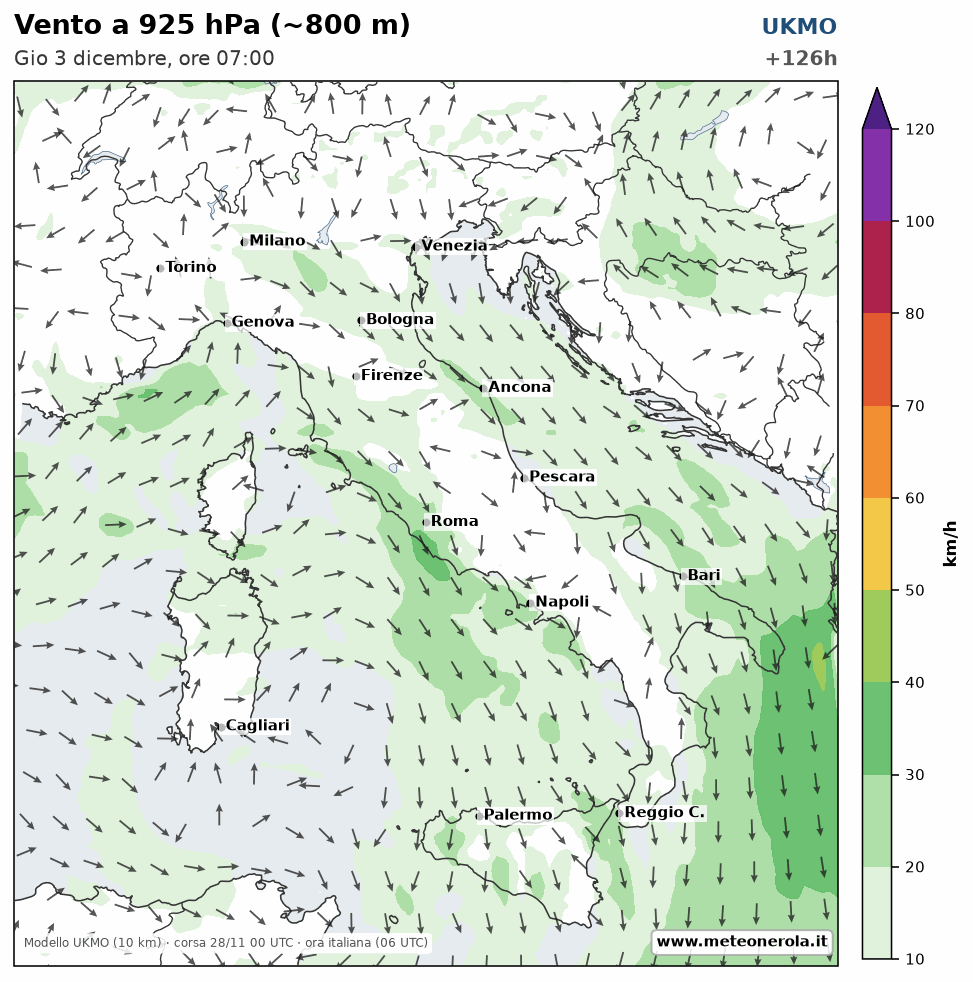 Vento a 925 hPa (~800 m)
UKMO
Gio 3 dicembre, ore 07:00
+126h
120
100
80
70
60
50
40
30
20
10
km/h
Milano
Venezia
Torino
Genova
Bologna
Firenze
Ancona
Pescara
Roma
Bari
Napoli
Cagliari
Palermo
Reggio C.
Modello UKMO (10 km) · corsa 28/11 00 UTC · ora italiana (06 UTC)
www.meteonerola.it